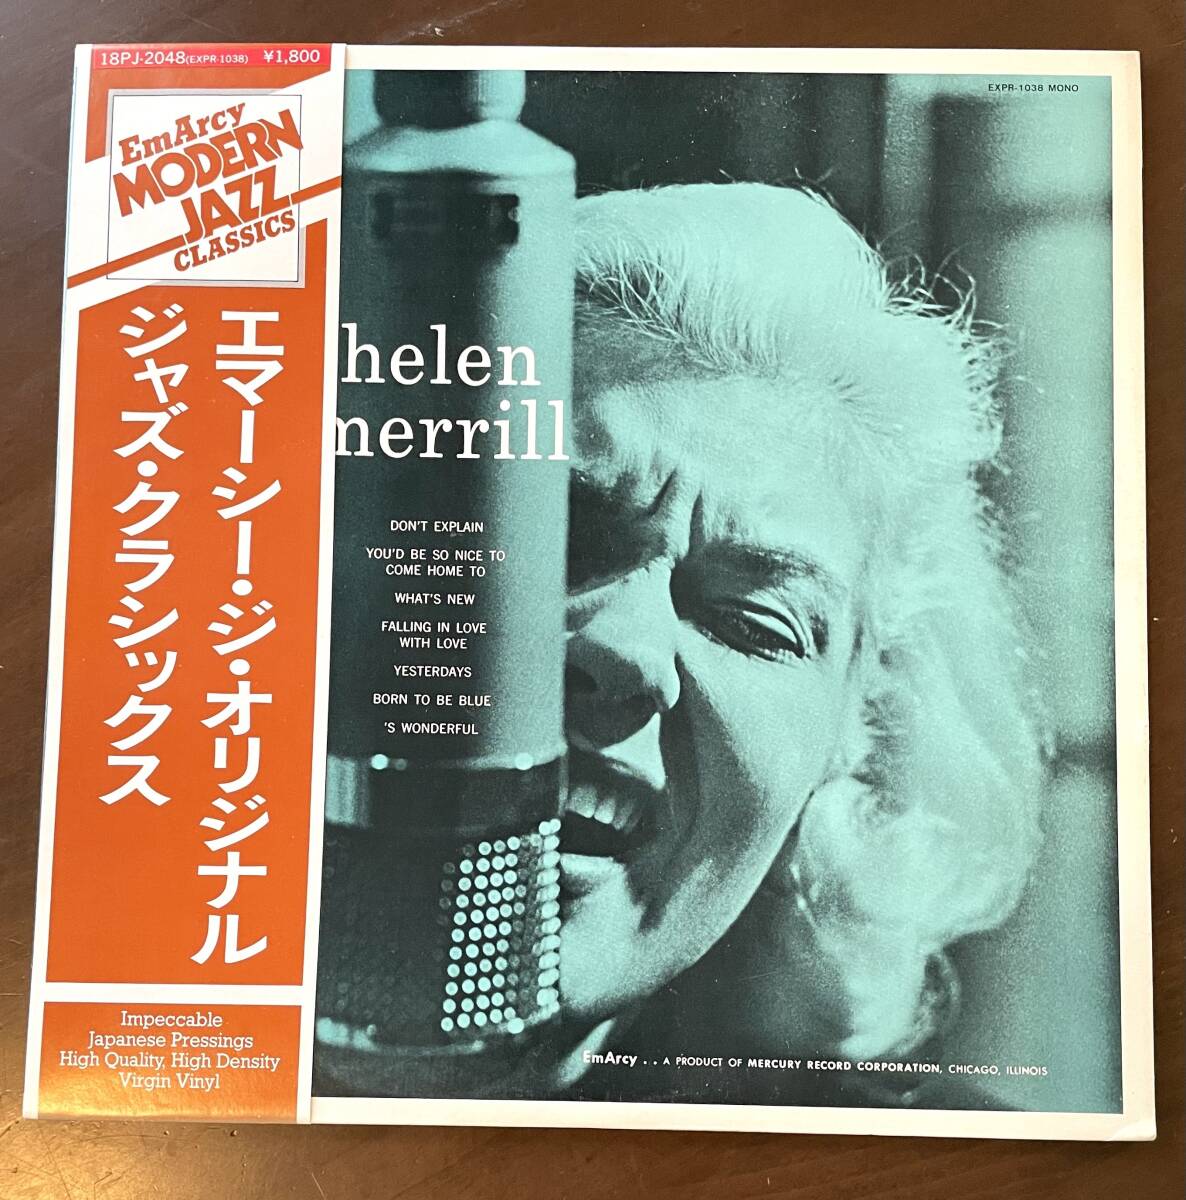 18PJ-2048(EXPR-1038) ¥1,800
EmArcy
MODERN
JAZZ
CLASSICS
エマーシー・ジ・オリジナル
ジャズ・クラシックス
Impeccable
Japanese Pressings
High Quality, High Density
Virgin Vinyl
EXPR-1038 MONO
helen
merrill
DON'T EXPLAIN
YOU'D BE SO NICE TO
COME HOME TO
WHAT'S NEW
FALLING IN LOVE
WITH LOVE
YESTERDAYS
BORN TO BE BLUE
'S WONDERFUL
EmArcy . . A PRODUCT OF MERCURY RECORD CORPORATION, CHICAGO, ILLINOIS